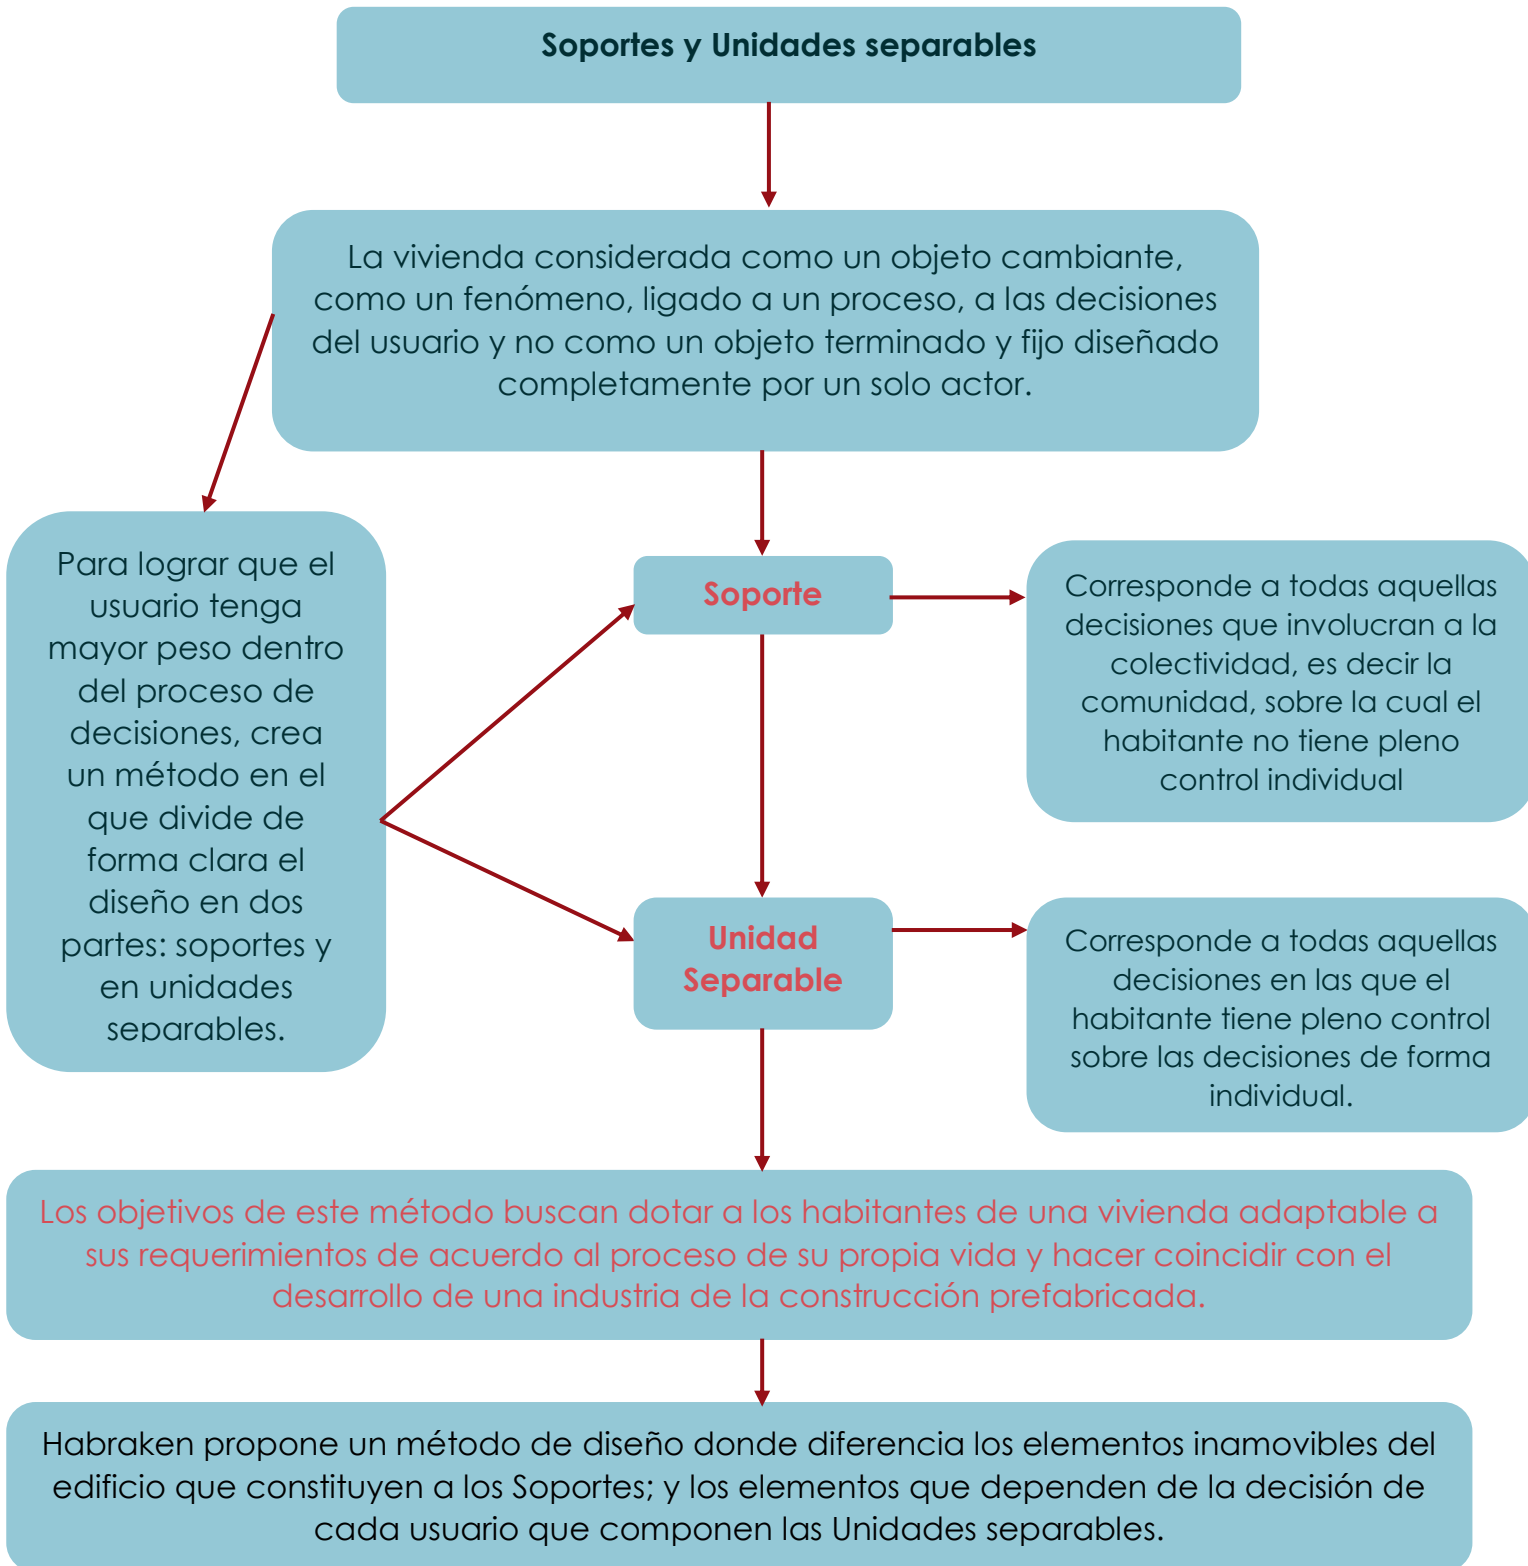 Soportes y Unidades separables
La vivienda considerada como un objeto cambiante,
como un fenómeno, ligado a un proceso, a las decisiones
del usuario y no como un objeto terminado y fijo diseñado
completamente por un solo actor.
Para lograr que el
usuario tenga
mayor peso dentro
del proceso de
decisiones, crea
un método en el
que divide de
forma clara el
diseño en dos
partes: soportes y
en unidades
separables.
Soporte
Corresponde a todas aquellas
decisiones que involucran a la
colectividad, es decir la
comunidad, sobre la cual el
habitante no tiene pleno
control individual
Unidad
Separable
Corresponde a todas aquellas
decisiones en las que el
habitante tiene pleno control
sobre las decisiones de forma
individual.
Los objetivos de este método buscan dotar a los habitantes de una vivienda adaptable a
sus requerimientos de acuerdo al proceso de su propia vida y hacer coincidir con el
desarrollo de una industria de la construcción prefabricada.
Habraken propone un método de diseño donde diferencia los elementos inamovibles del
edificio que constituyen a los Soportes; y los elementos que dependen de la decisión de
cada usuario que componen las Unidades separables.